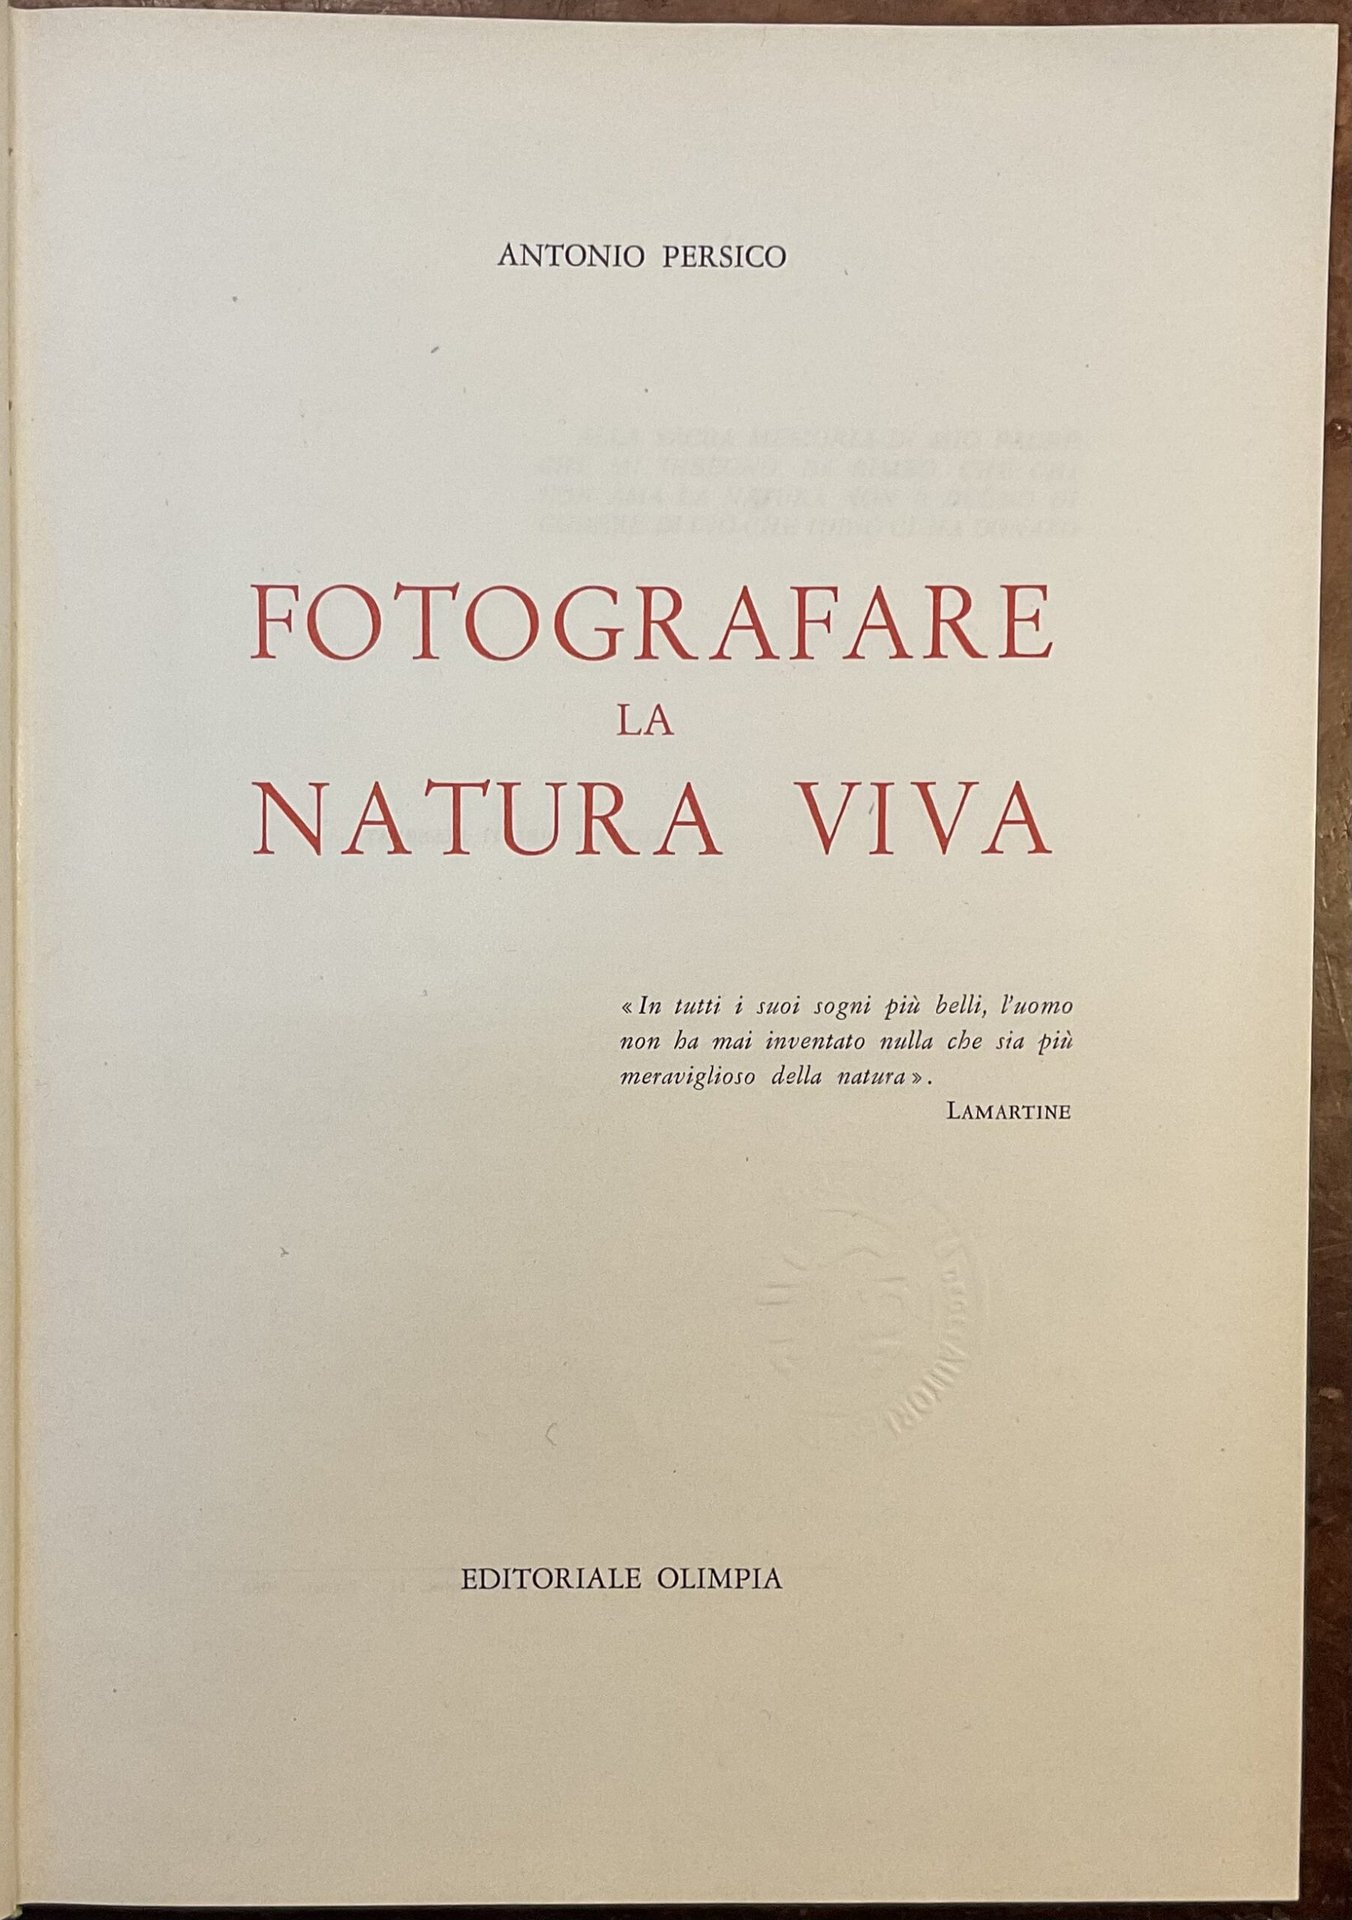 ANTONIO PERSICO
FOTOGRAFARE
LA
NATURA VIVA
« In tutti i suoi sogni più belli, l'uomo
non ha mai inventato nulla che sia più
meraviglioso della natura ».
LAMARTINE
AUTORI
EDITORIALE OLIMPIA